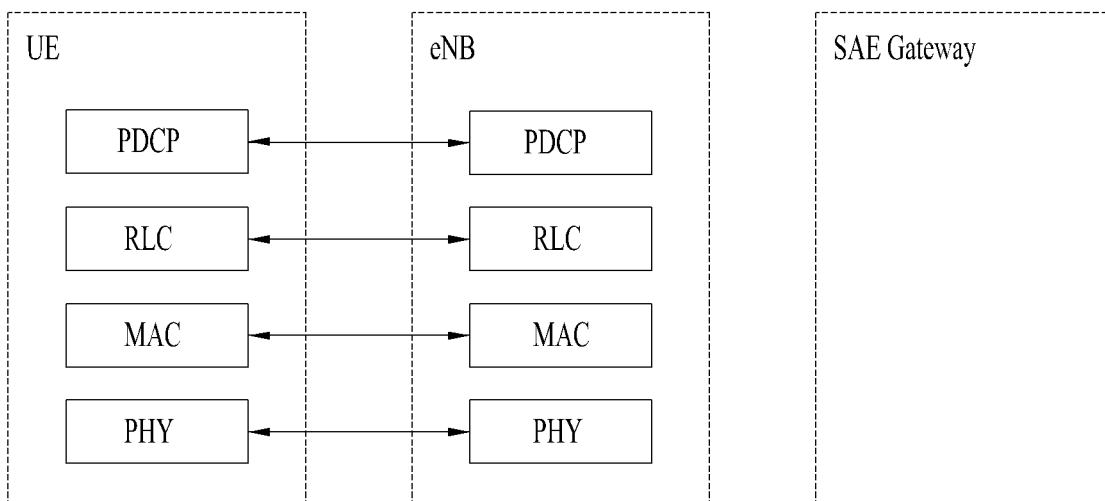 UE
eNB
SAE Gateway
PDCP
PDCP
RLC
RLC
MAC
MAC
PHY
PHY